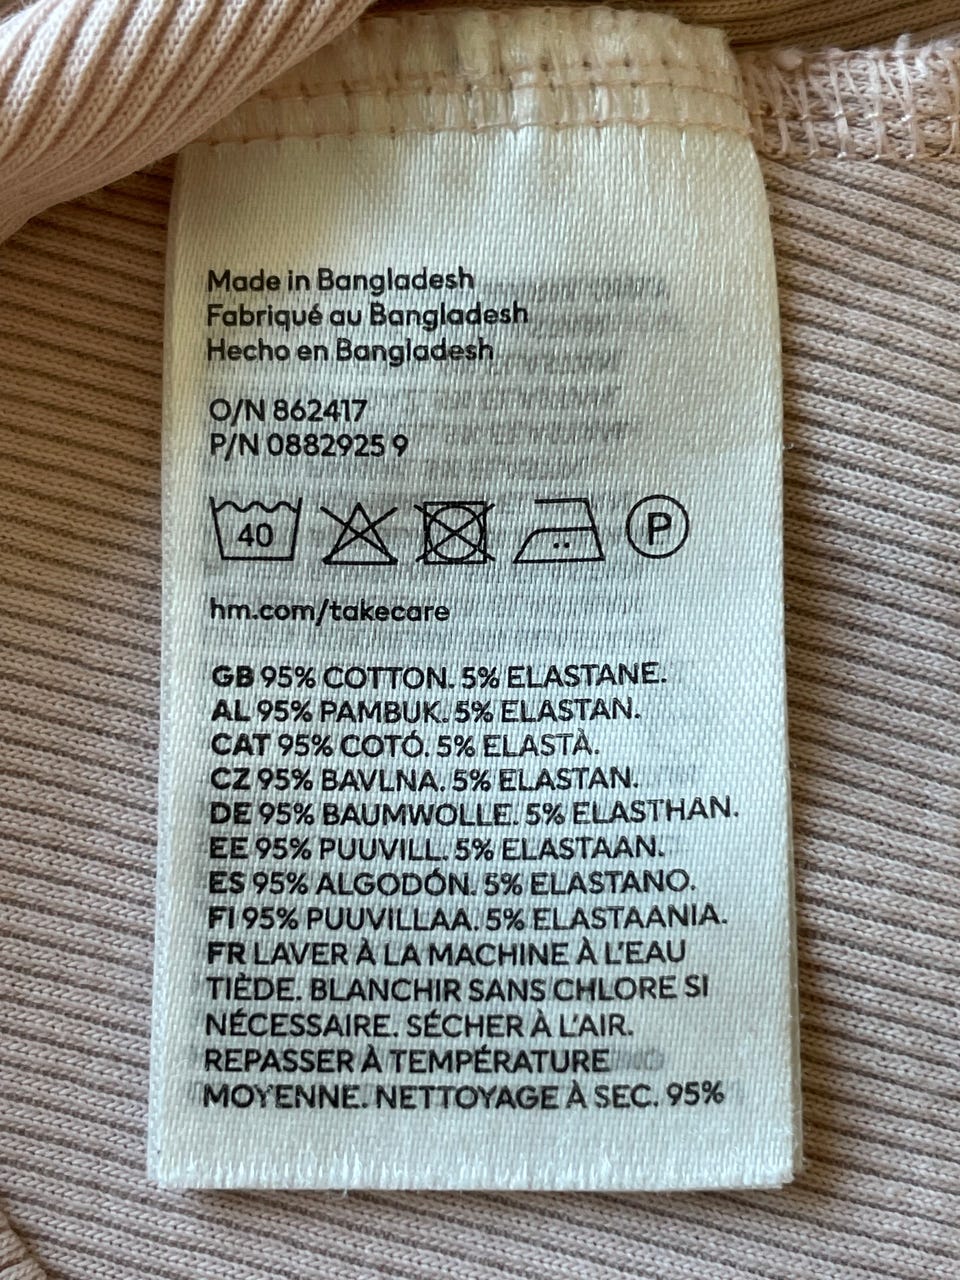 Made in Bangladesh
Fabriqué au Bangladesh
Hecho en Bangladesh
O/N 862417
P/N 0882925 9
40 P
hm.com/takecare
GB 95% COTTON. 5% ELASTANE.
AL 95% PAMBUK. 5% ELASTAN.
CAT 95% COTÓ. 5% ELASTÀ.
CZ 95% BAVLNA. 5% ELASTAN.
DE 95% BAUMWOLLE. 5% ELASTHAN.
EE 95% PUUVILL. 5% ELASTAAN.
ES 95% ALGODÓN. 5% ELASTANO.
FI 95% PUUVILLAA. 5% ELASTAANIA.
FR LAVER À LA MACHINE À L'EAU
TIÈDE. BLANCHIR SANS CHLORE SI
NÉCESSAIRE. SÉCHER À L'AIR.
REPASSER À TEMPÉRATURE
MOYENNE. NETTOYAGE À SEC. 95%